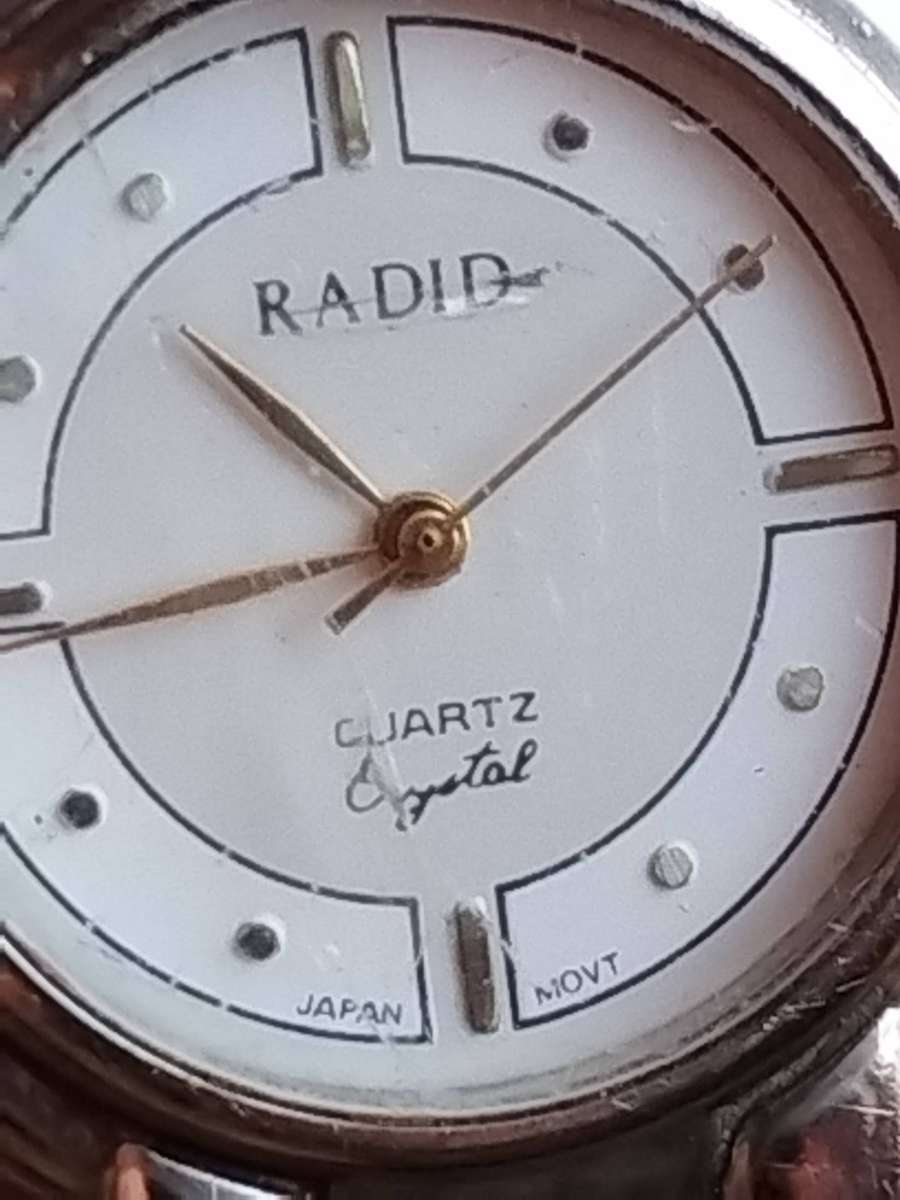 RADID
QUARTZ
Crystal
JAPAN MOVT